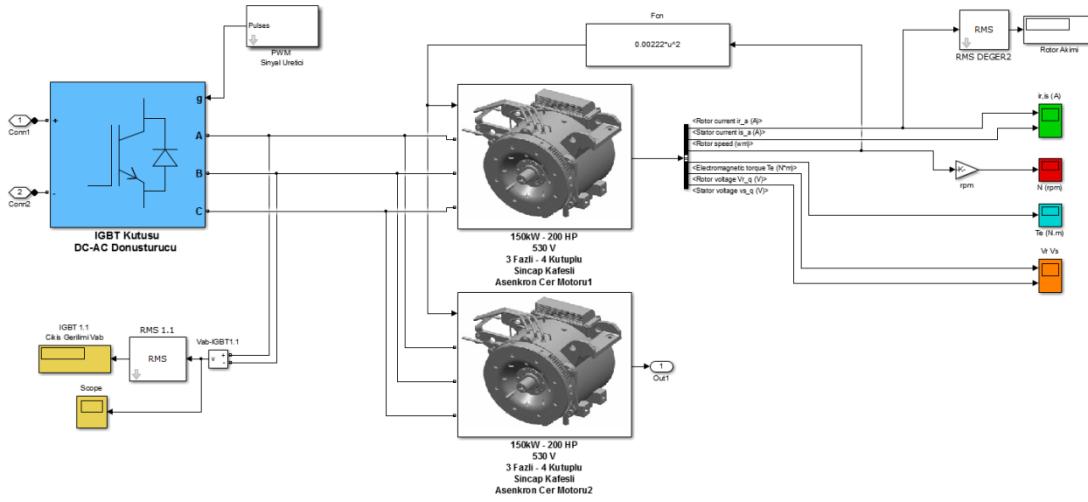 Pulses
PWM
Sinyal Uretici
Fcn
0.00222*u^2
RMS
RMS DEGER2
Rotor Akimi
1
Conn1
2
Conn2
+
-
g
A
B
C
IGBT Kutusu
DC-AC Donusturucu
150kW - 200 HP
530 V
3 Fazli - 4 Kutuplu
Sincap Kafesli
Asenkron Cer Motoru1
<Rotor current ir_a (A)>
<Stator current is_a (A)>
<Rotor speed (wm)>
<Electromagnetic torque Te (N*m)>
<Rotor voltage Vr_q (V)>
<Stator voltage vs_q (V)>
ir,is (A)
K-
rpm
N (rpm)
Te (N.m)
Vr Vs
IGBT 1.1
Cikis Gerilimi Vab
RMS 1.1
RMS
Vab-IGBT1.1
v
+
-
Scope
1
Out1
150kW - 200 HP
530 V
3 Fazli - 4 Kutuplu
Sincap Kafesli
Asenkron Cer Motoru2